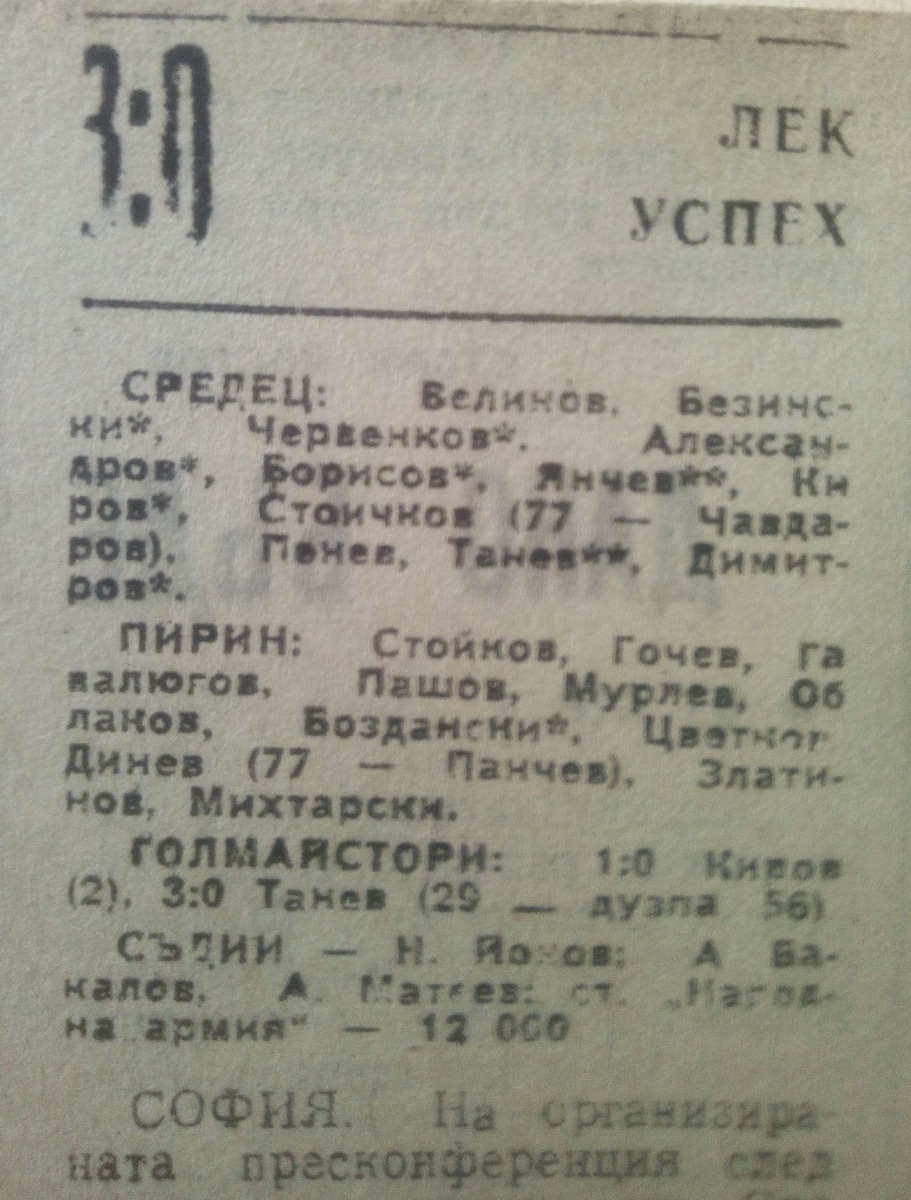 3:0
ЛЕК
УСПЕХ
СРЕДЕЦ: Великов, Безинс-
ки*, Червенков*, Алексан-
дров*, Борисов*, Янчев**, Ки
ров*, Стоичков (77 — Чавда-
ров), Пенев, Танев**, Димит-
ров*.
ПИРИН: Стойков, Гочев, Га
валюгов, Пашов, Мурлев, Об
лаков, Боздански*, Цветков
Динев (77 — Панчев), Злати-
нов, Михтарски.
ГОЛМАЙСТОРИ: 1:0 Киров
(2), 3:0 Танев (29 — дузпа 56)
СЪДИИ — Н. А Ба-
калов, А. Матеев; ст. „Народ-
на армия“ — 12 000
СОФИЯ. На организира-
ната пресконференция след